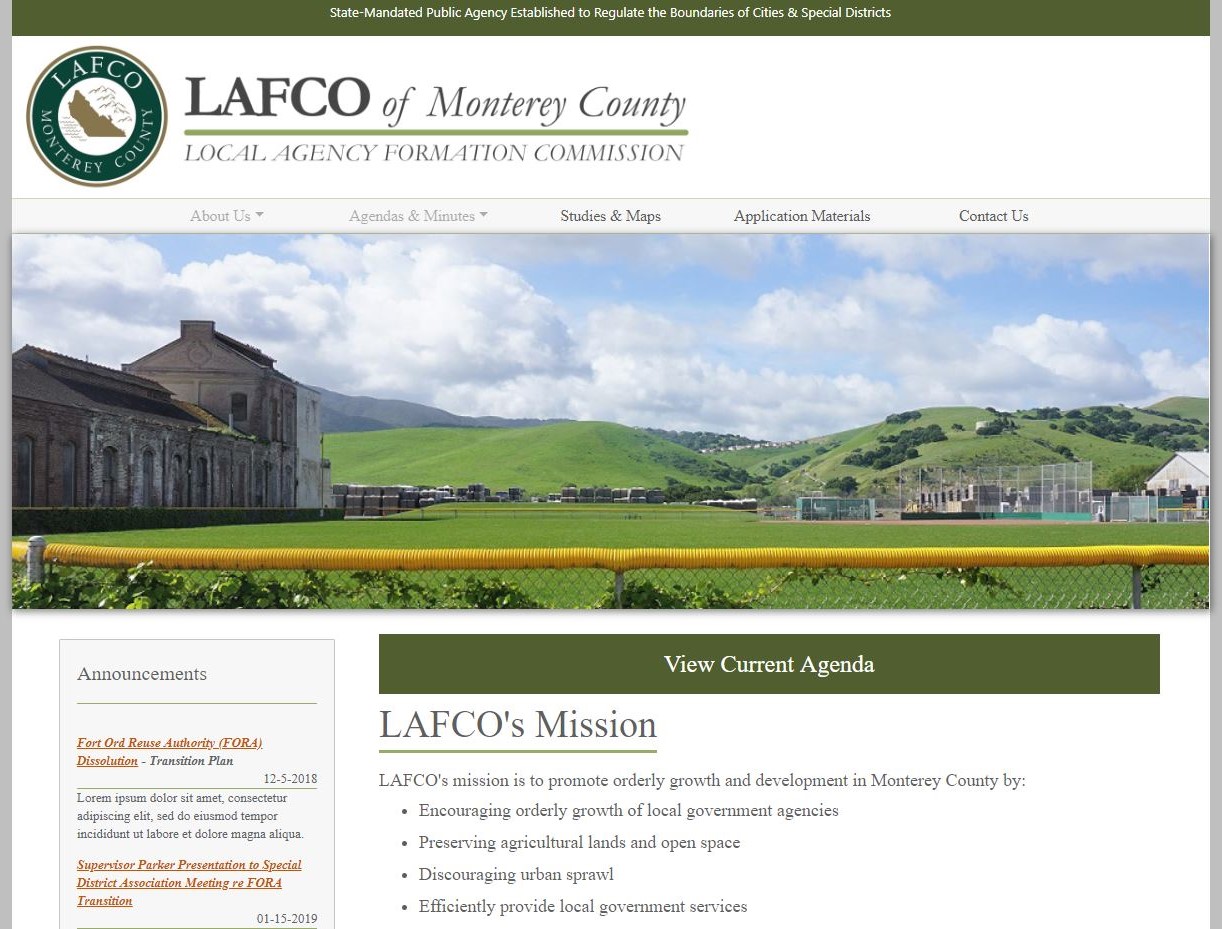 State-Mandated Public Agency Established to Regulate the Boundaries of Cities & Special Districts
LAFCO
MONTEREY COUNTY
LAFCO of Monterey County
LOCAL AGENCY FORMATION COMMISSION
About Us
Agendas & Minutes
Studies & Maps
Application Materials
Contact Us
Announcements
Fort Ord Reuse Authority (FORA)
Dissolution - Transition Plan
12-5-2018
Lorem ipsum dolor sit amet, consectetur
adipiscing elit, sed do eiusmod tempor
incididunt ut labore et dolore magna aliqua.
Supervisor Parker Presentation to Special
District Association Meeting re FORA
Transition
01-15-2019
View Current Agenda
LAFCO's Mission
LAFCO's mission is to promote orderly growth and development in Monterey County by:
• Encouraging orderly growth of local government agencies
• Preserving agricultural lands and open space
• Discouraging urban sprawl
• Efficiently provide local government services